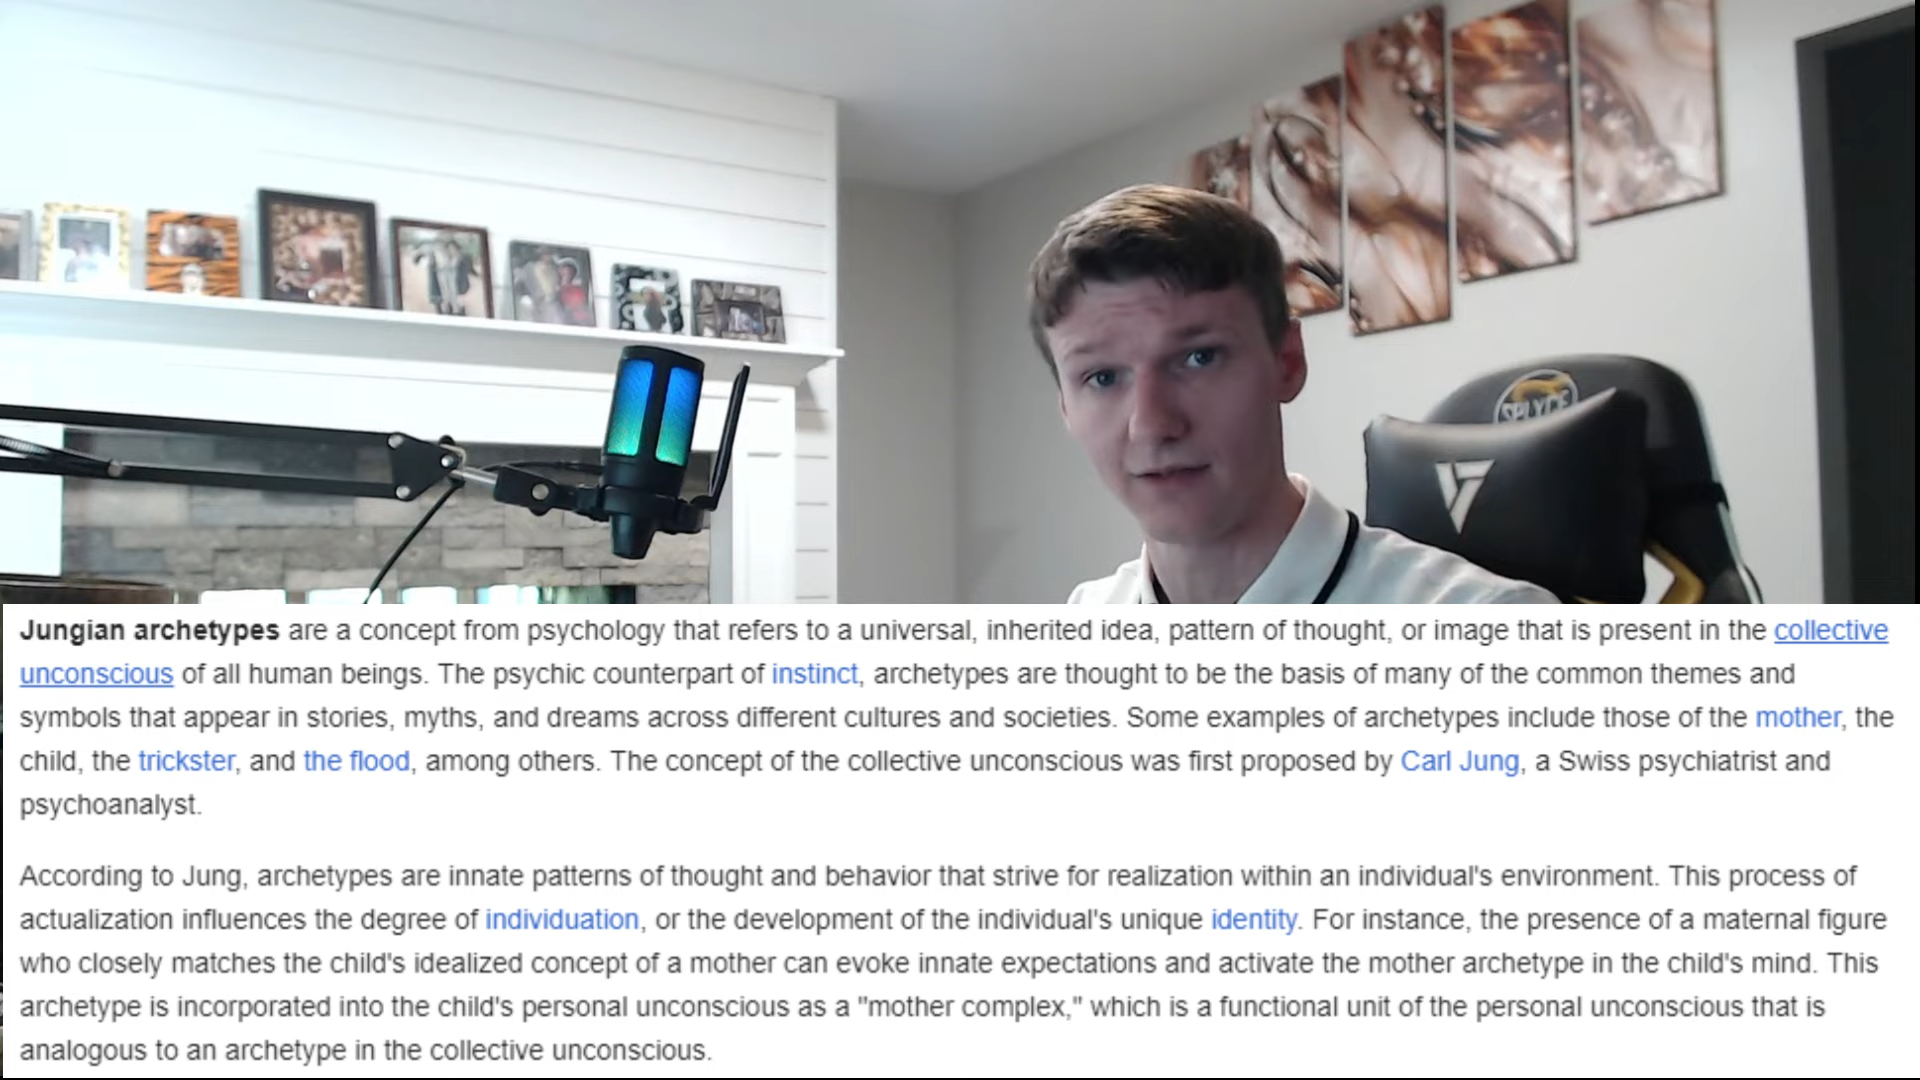 SPLYCE
Jungian archetypes are a concept from psychology that refers to a universal, inherited idea, pattern of thought, or image that is present in the collective
unconscious of all human beings. The psychic counterpart of instinct, archetypes are thought to be the basis of many of the common themes and
symbols that appear in stories, myths, and dreams across different cultures and societies. Some examples of archetypes include those of the mother, the
child, the trickster, and the flood, among others. The concept of the collective unconscious was first proposed by Carl Jung, a Swiss psychiatrist and
psychoanalyst.
According to Jung, archetypes are innate patterns of thought and behavior that strive for realization within an individual's environment. This process of
actualization influences the degree of individuation, or the development of the individual's unique identity. For instance, the presence of a maternal figure
who closely matches the child's idealized concept of a mother can evoke innate expectations and activate the mother archetype in the child's mind. This
archetype is incorporated into the child's personal unconscious as a "mother complex," which is a functional unit of the personal unconscious that is
analogous to an archetype in the collective unconscious.